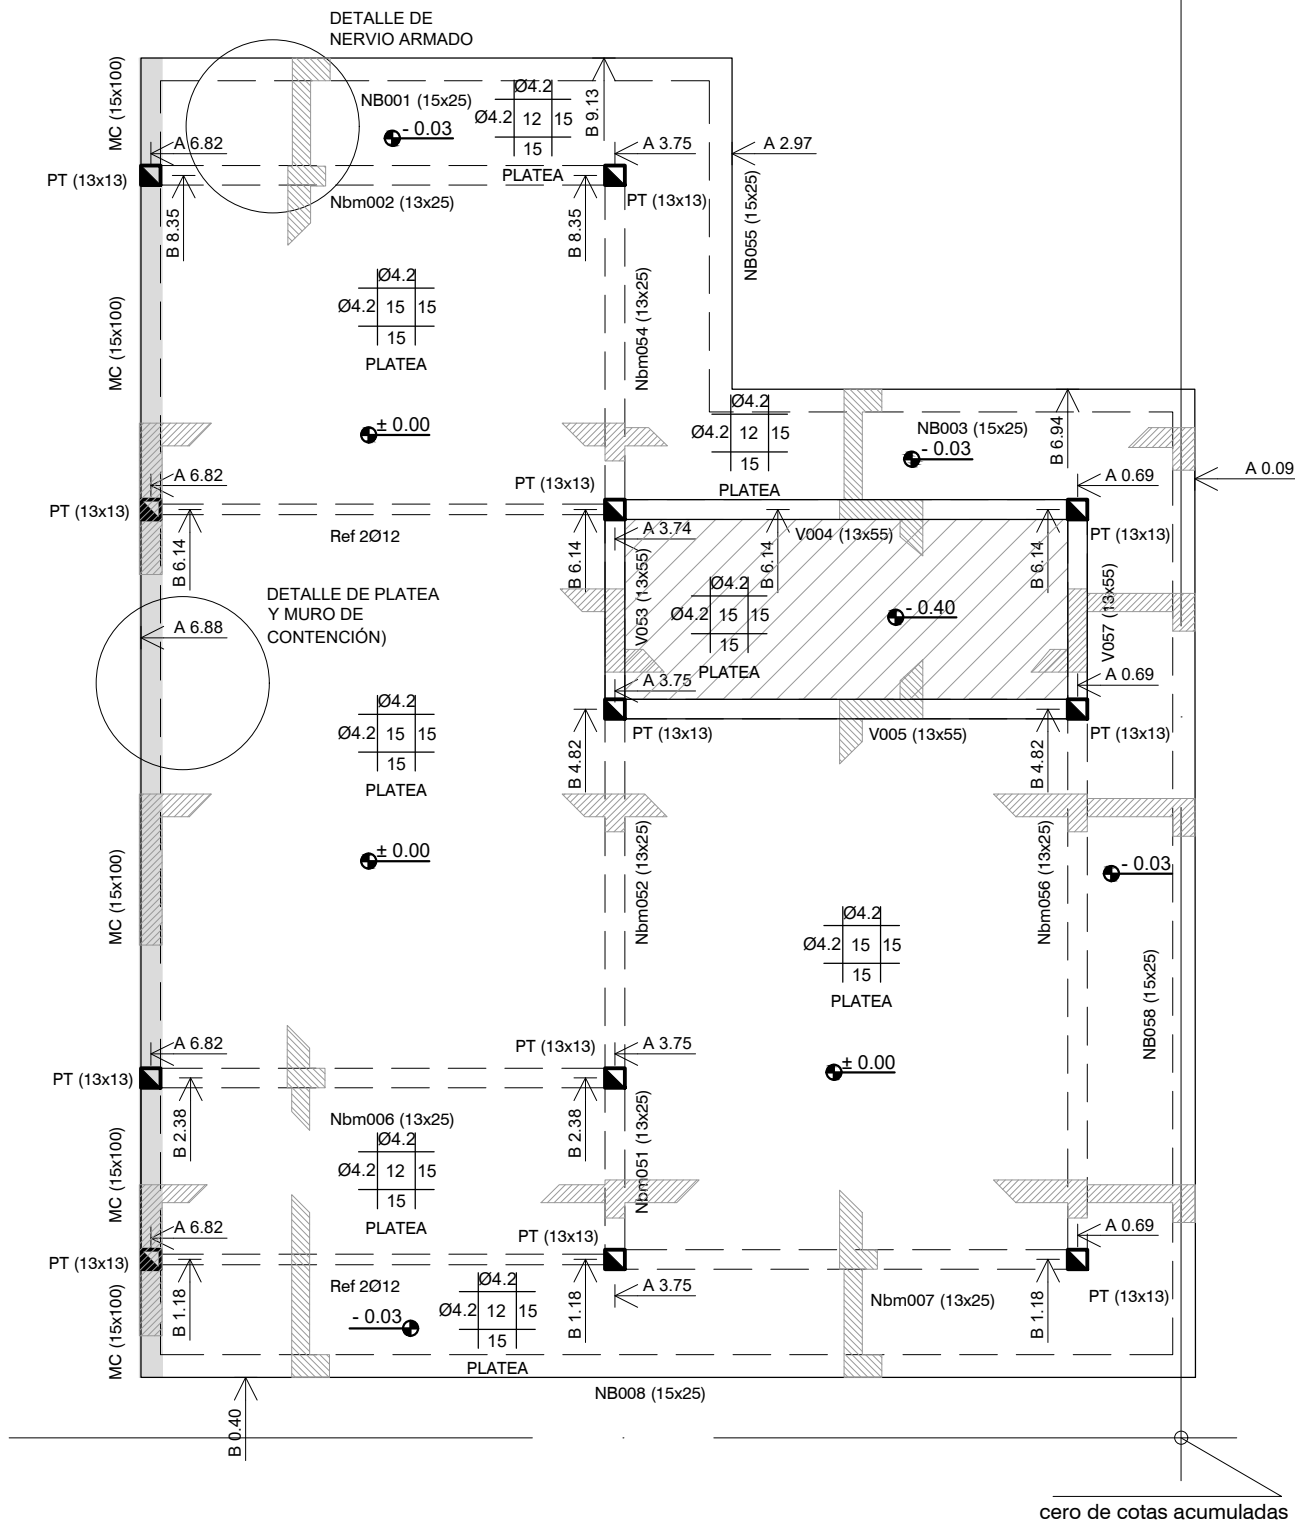 DETALLE DE
NERVIO ARMADO
MC (15x100)
NB001 (15x25)
Ø4.2
Ø4.2 12 15
15
PLATEA
B 9.13
- 0.03
A 6.82
A 3.75
A 2.97
PT (13x13)
Nbm002 (13x25)
PT (13x13)
B 8.35
B 8.35
NB055 (15x25)
MC (15x100)
Ø4.2
Ø4.2 15 15
15
PLATEA
Nbm054 (13x25)
± 0.00
Ø4.2
Ø4.2 12 15
15
PLATEA
NB003 (15x25)
- 0.03
B 6.94
A 0.09
A 6.82
PT (13x13)
A 0.69
PT (13x13)
Ref 2Ø12
A 3.74
V004 (13x55)
PT (13x13)
B 6.14
B 6.14
B 6.14
B 6.14
DETALLE DE PLATEA
Y MURO DE
CONTENCIÓN)
A 6.88
V053 (13x55)
Ø4.2
Ø4.2 15 15
15
PLATEA
- 0.40
V057 (13x55)
A 3.75
A 0.69
PT (13x13)
V005 (13x55)
PT (13x13)
Ø4.2
Ø4.2 15 15
15
PLATEA
B 4.82
B 4.82
± 0.00
MC (15x100)
Nbm052 (13x25)
Nbm056 (13x25)
- 0.03
Ø4.2
Ø4.2 15 15
15
PLATEA
NB058 (15x25)
A 6.82
PT (13x13)
A 3.75
PT (13x13)
± 0.00
B 2.38
Nbm006 (13x25)
B 2.38
Nbm051 (13x25)
MC (15x100)
Ø4.2
Ø4.2 12 15
15
PLATEA
A 6.82
PT (13x13)
A 0.69
PT (13x13)
Ref 2Ø12
A 3.75
Nbm007 (13x25)
PT (13x13)
B 1.18
B 1.18
B 1.18
MC (15x100)
- 0.03
Ø4.2
Ø4.2 12 15
15
PLATEA
NB008 (15x25)
B 0.40
cero de cotas acumuladas